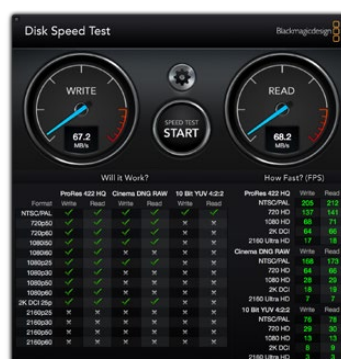 Disk Speed Test
Blackmagicdesign
WRITE
67.2
MB/s
SPEED TEST
START
READ
68.2
MB/s
Will it Work?
ProRes 422 HQ Cinema DNG RAW 10 Bit YUV 4:2:2
Format Write Read Write Read Write Read
NTSC/PAL
720p50
720p60
1080i50
1080i60
1080p25
1080p30
1080p50
1080p60
2K DCI 25p
2160p25
2160p30
2160p50
2160p60
How Fast? (FPS)
ProRes 422 HQ Write Read
NTSC/PAL 205 212
720 HD 137 141
1080 HD 68 71
2K DCI 64 66
2160 Ultra HD 17 18
Cinema DNG RAW Write Read
NTSC/PAL 168 173
720 HD 64 66
1080 HD 28 29
2K DCI 18 19
2160 Ultra HD 7 7
10 Bit YUV 4:2:2 Write Read
NTSC/PAL 76 78
720 HD 29 30
1080 HD 13 13
2K DCI 8 9
2160 Ultra HD 3 3